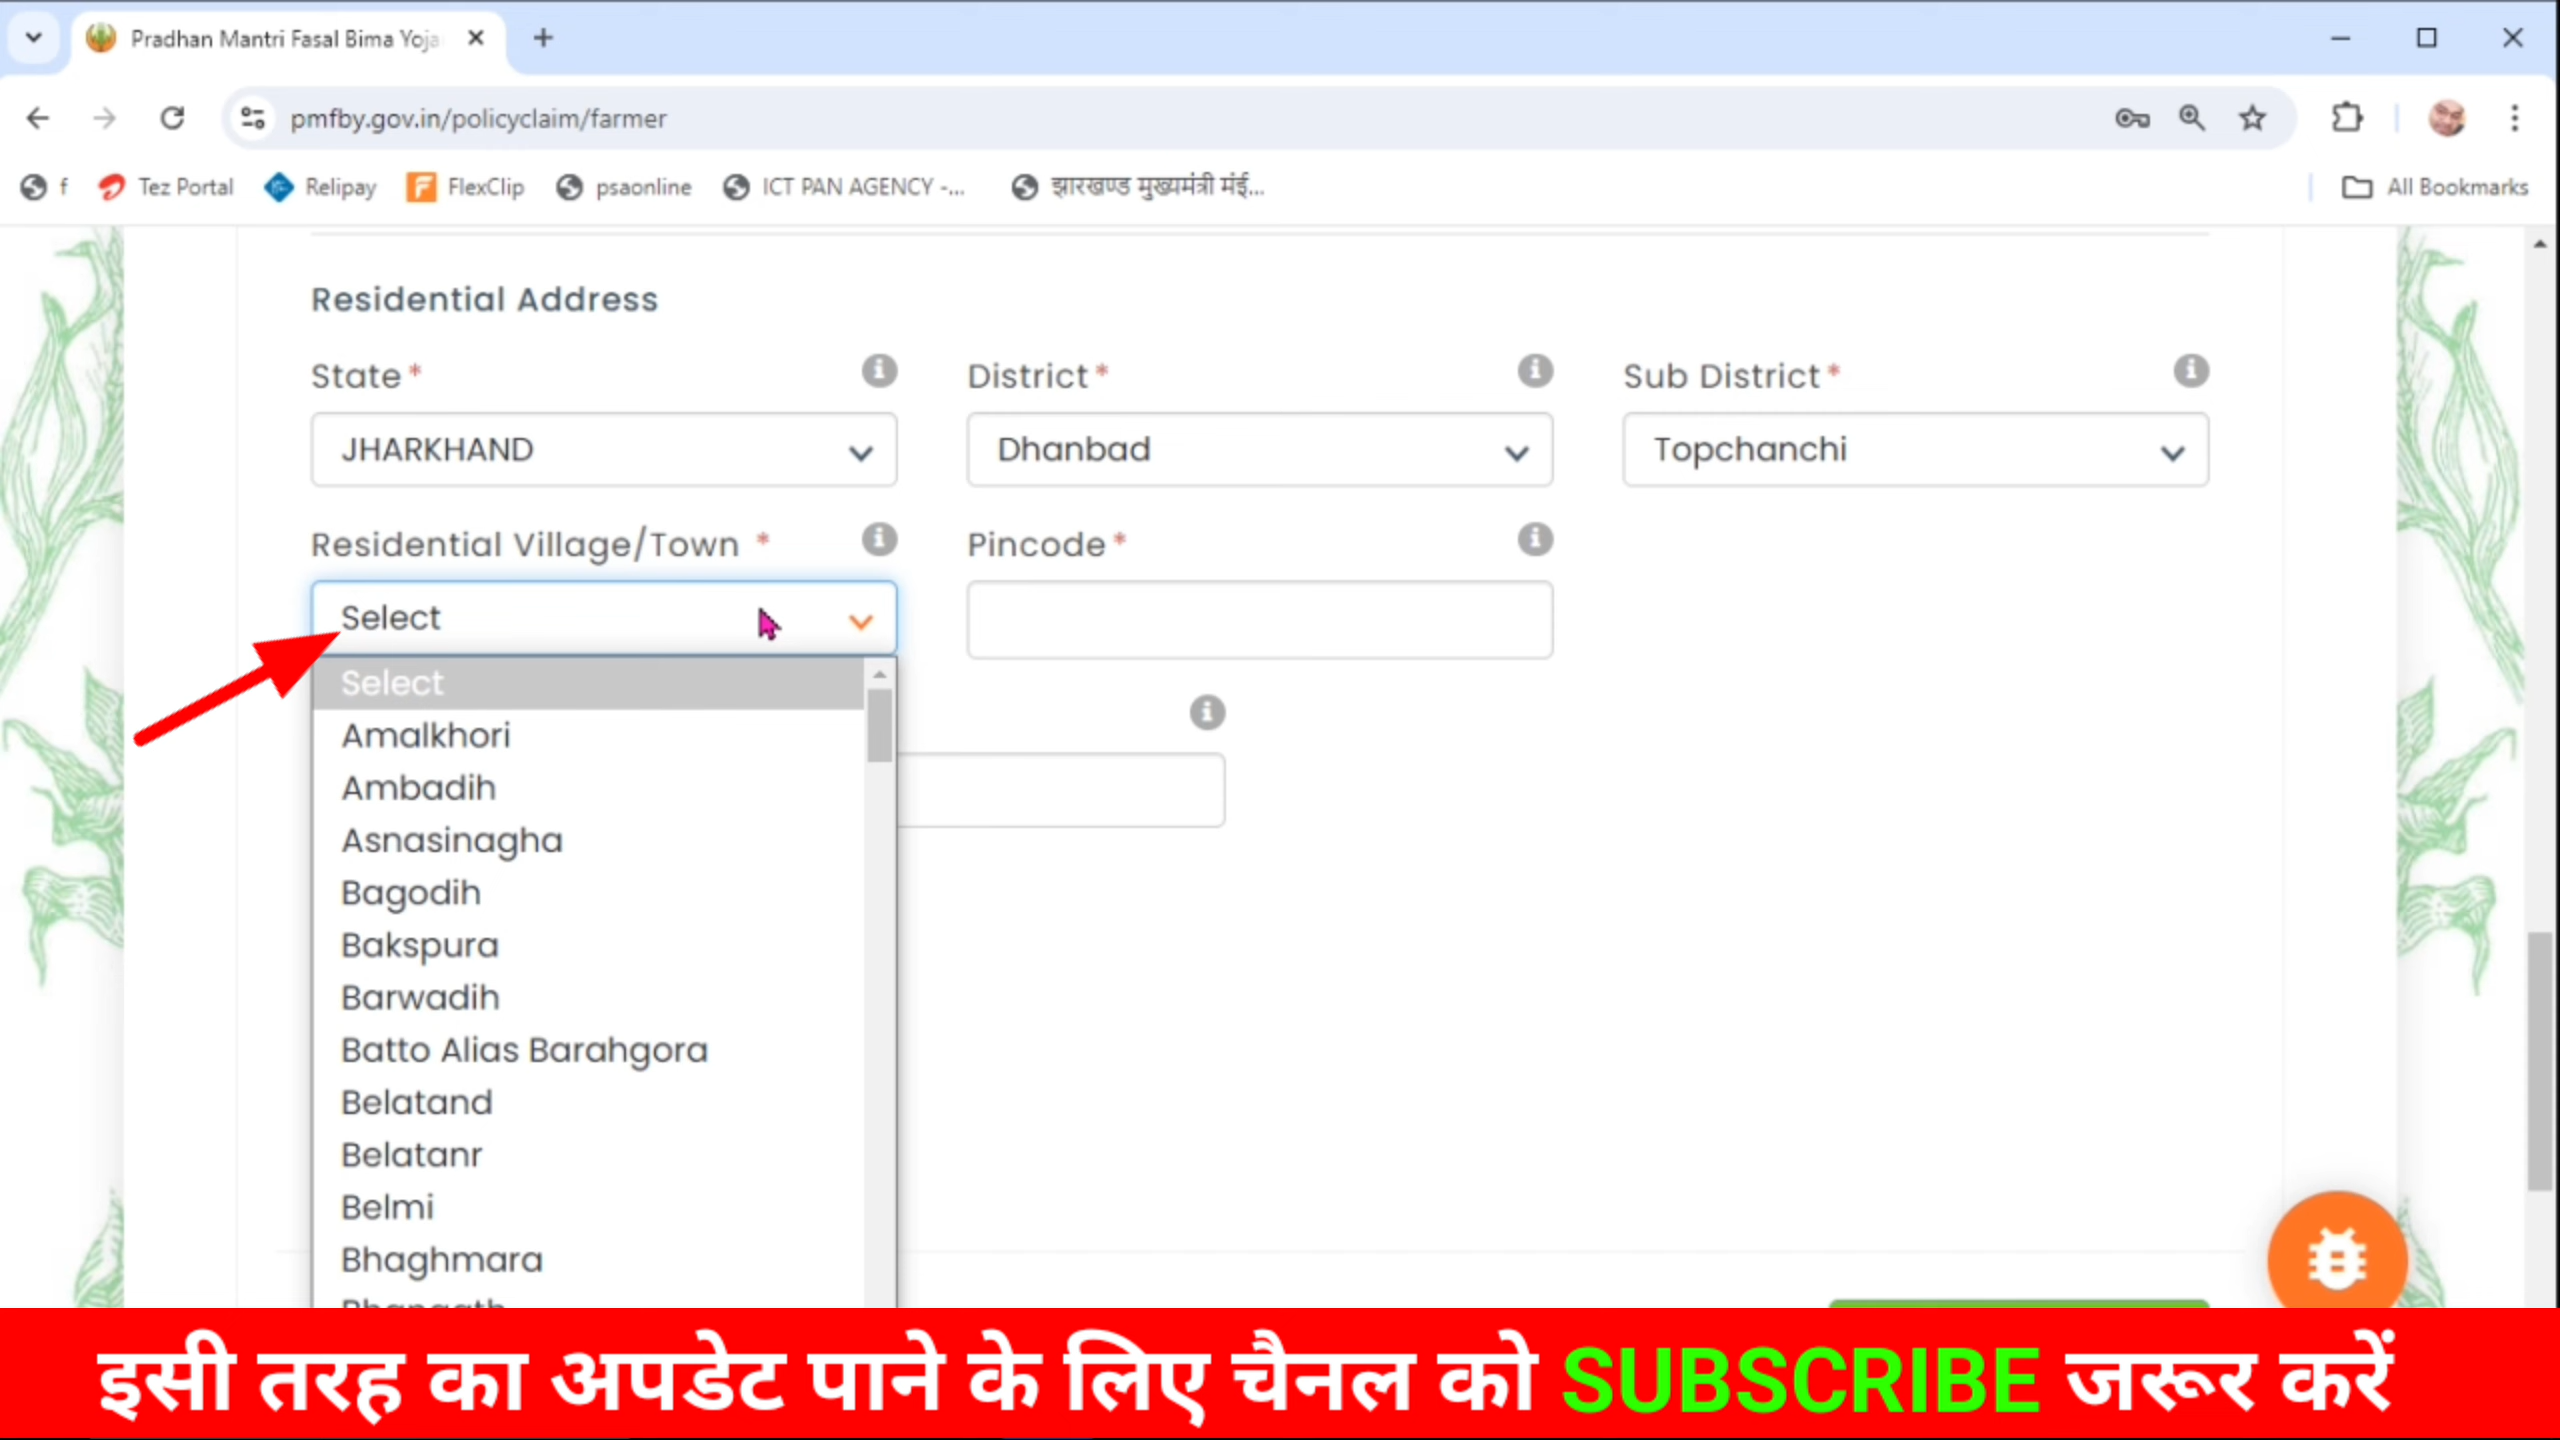 Pradhan Mantri Fasal Bima Yoja
pmfby.gov.in/policyclaim/farmer
f Tez Portal Relipay FlexClip psaonline ICT PAN AGENCY -... झारखण्ड मुख्यमंत्री मंई... All Bookmarks
Residential Address
State * District * Sub District *
JHARKHAND Dhanbad Topchanchi
Residential Village/Town * Pincode *
Select
Select
Amalkhori
Ambadih
Asnasinagha
Bagodih
Bakspura
Barwadih
Batto Alias Barahgora
Belatand
Belatanr
Belmi
Bhaghmara
इसी तरह का अपडेट पाने के लिए चैनल को SUBSCRIBE जरूर करें